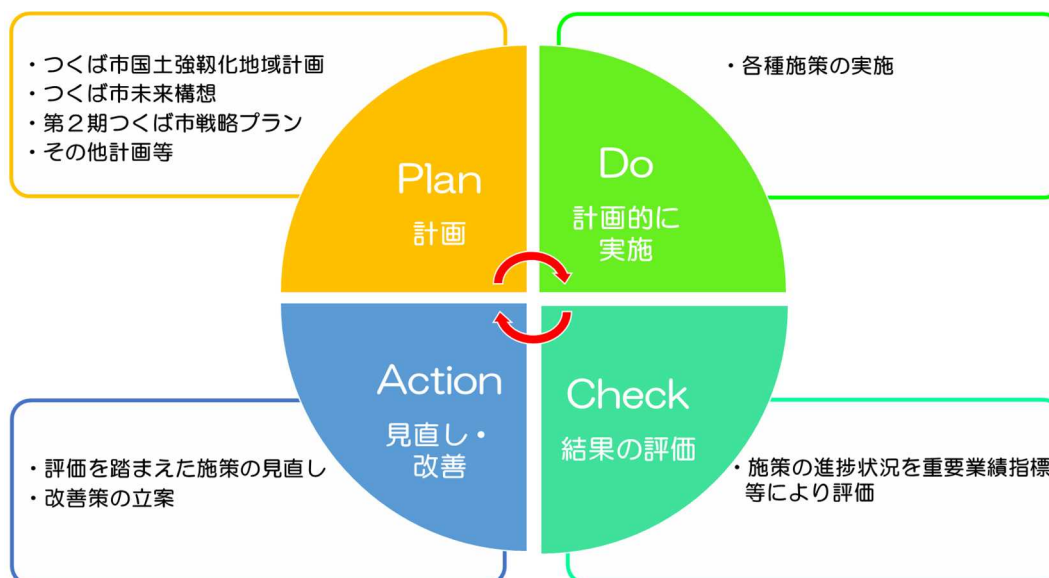 ・つくば市国土強靱化地域計画
・つくば市未来構想
・第２期つくば市戦略プラン
・その他計画等
Plan
計画
・各種施策の実施
Do
計画的に
実施
Action
見直し・
改善
・評価を踏まえた施策の見直し
・改善策の立案
Check
結果の評価
・施策の進捗状況を重要業績指標
等により評価